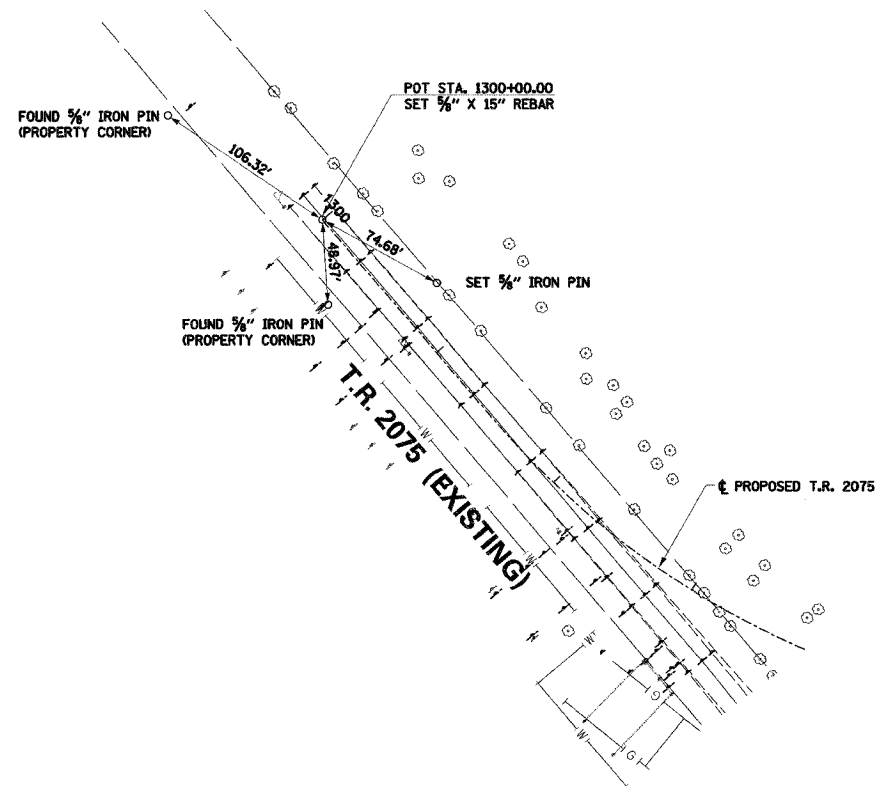 POT STA. 1300+00.00
SET ⅝" X 15" REBAR
FOUND ⅝" IRON PIN
(PROPERTY CORNER)
106.32'
1300
74.68'
48.97'
SET ⅝" IRON PIN
FOUND ⅝" IRON PIN
(PROPERTY CORNER)
T.R. 2075 (EXISTING)
W
℄ PROPOSED T.R. 2075
W
W
G
W
G